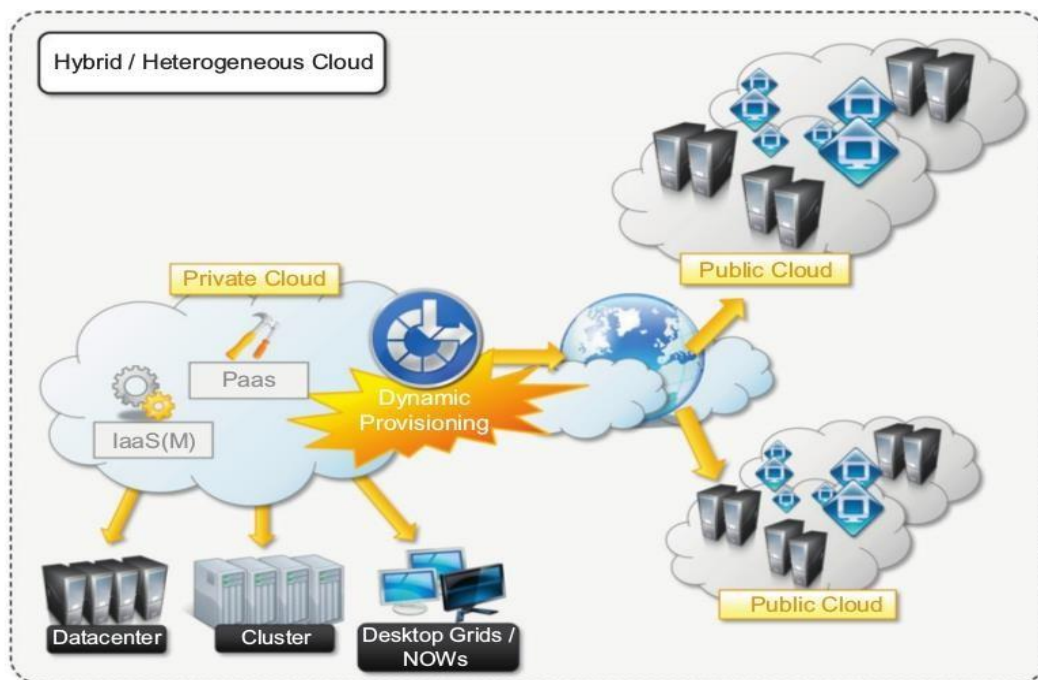 Hybrid / Heterogeneous Cloud
Public Cloud
Private Cloud
Paas
IaaS(M)
Dynamic
Provisioning
Public Cloud
Datacenter
Cluster
Desktop Grids /
NOWs